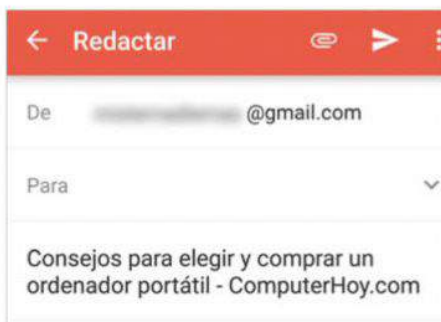 Redactar
De @gmail.com
Para
Consejos para elegir y comprar un
ordenador portátil - ComputerHoy.com